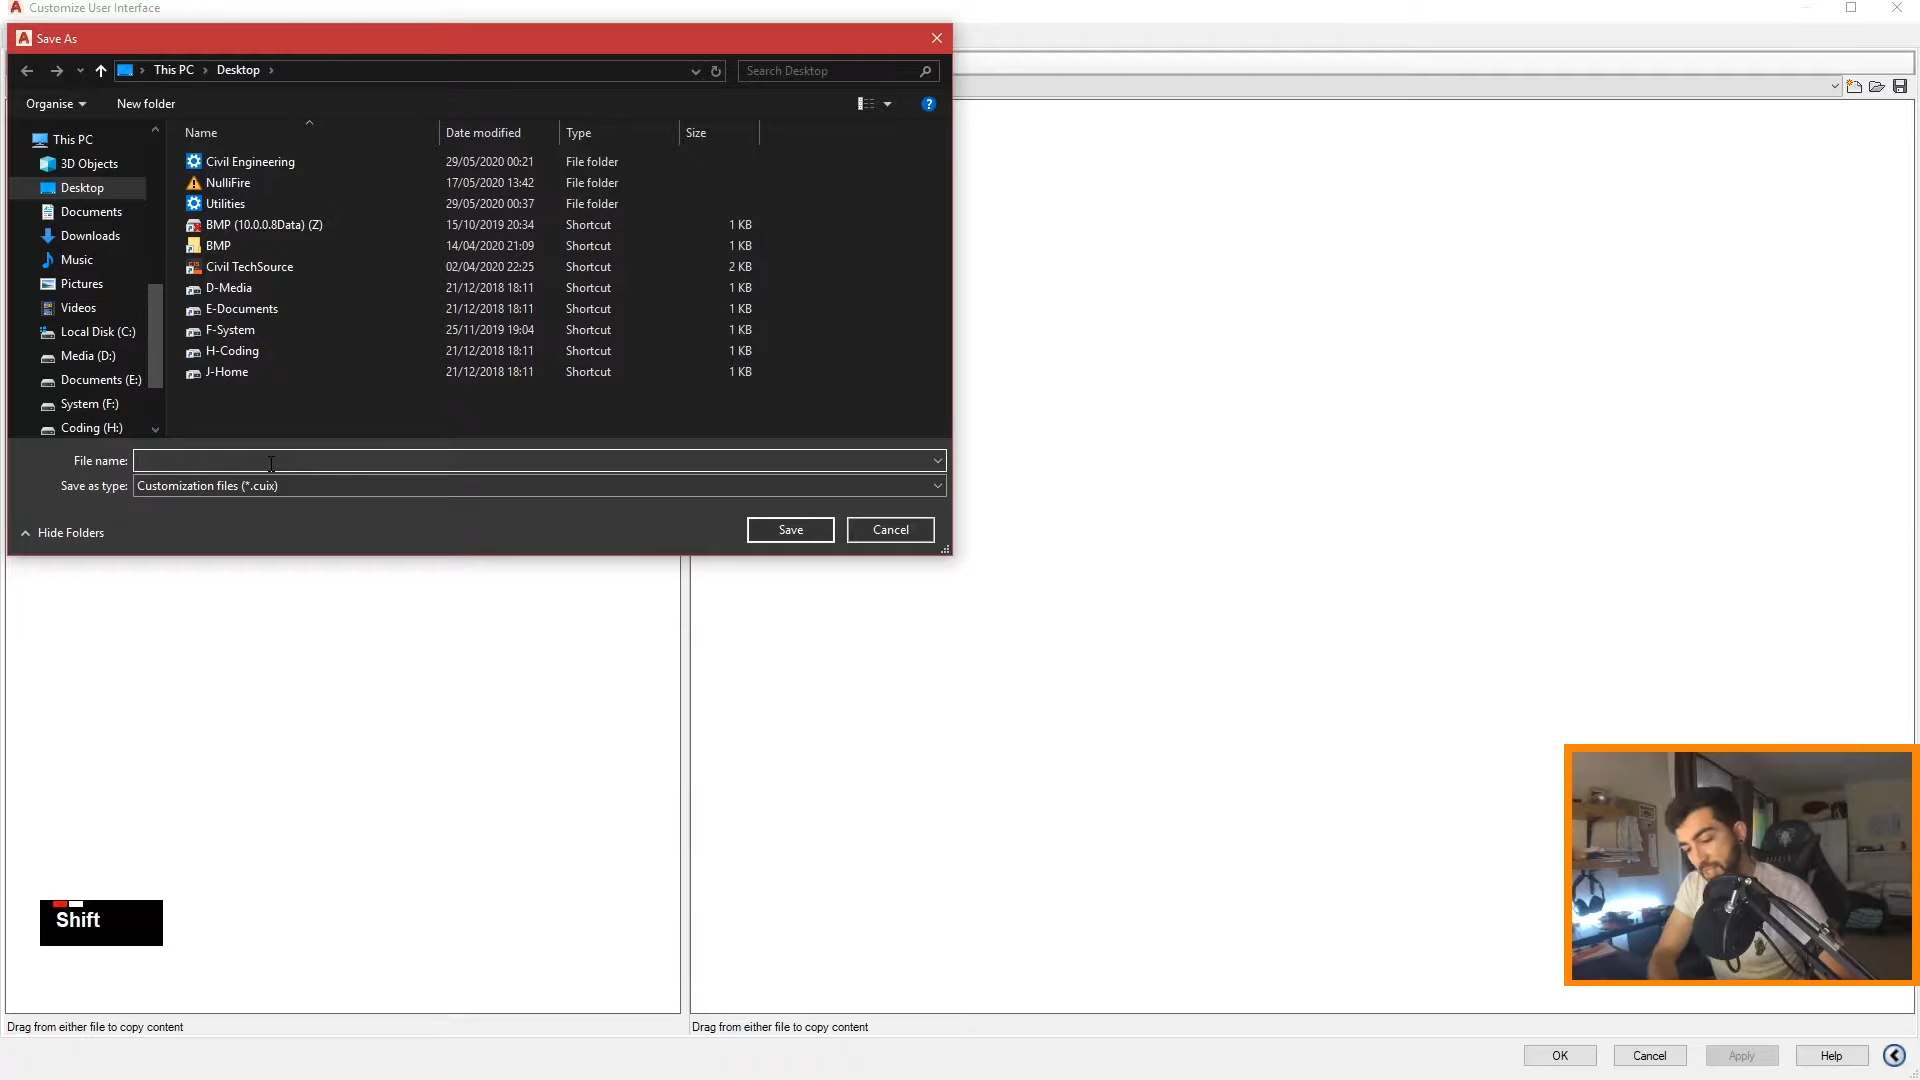 Customize User Interface
Save As
This PC > Desktop >
Search Desktop
Organise
New folder
Name Date modified Type Size
This PC
3D Objects
Desktop
Documents
Downloads
Music
Pictures
Videos
Local Disk (C:)
Media (D:)
Documents (E:)
System (F:)
Coding (H:)
Civil Engineering 29/05/2020 00:21 File folder
NulliFire 17/05/2020 13:42 File folder
Utilities 29/05/2020 00:37 File folder
BMP (10.0.0.8Data) (Z) 15/10/2019 20:34 Shortcut 1 KB
BMP 14/04/2020 21:09 Shortcut 1 KB
Civil TechSource 02/04/2020 22:25 Shortcut 2 KB
D-Media 21/12/2018 18:11 Shortcut 1 KB
E-Documents 21/12/2018 18:11 Shortcut 1 KB
F-System 25/11/2019 19:04 Shortcut 1 KB
H-Coding 21/12/2018 18:11 Shortcut 1 KB
J-Home 21/12/2018 18:11 Shortcut 1 KB
File name:
Save as type: Customization files (*.cuix)
Hide Folders
Save
Cancel
Shift
Drag from either file to copy content
Drag from either file to copy content
OK
Cancel
Apply
Help